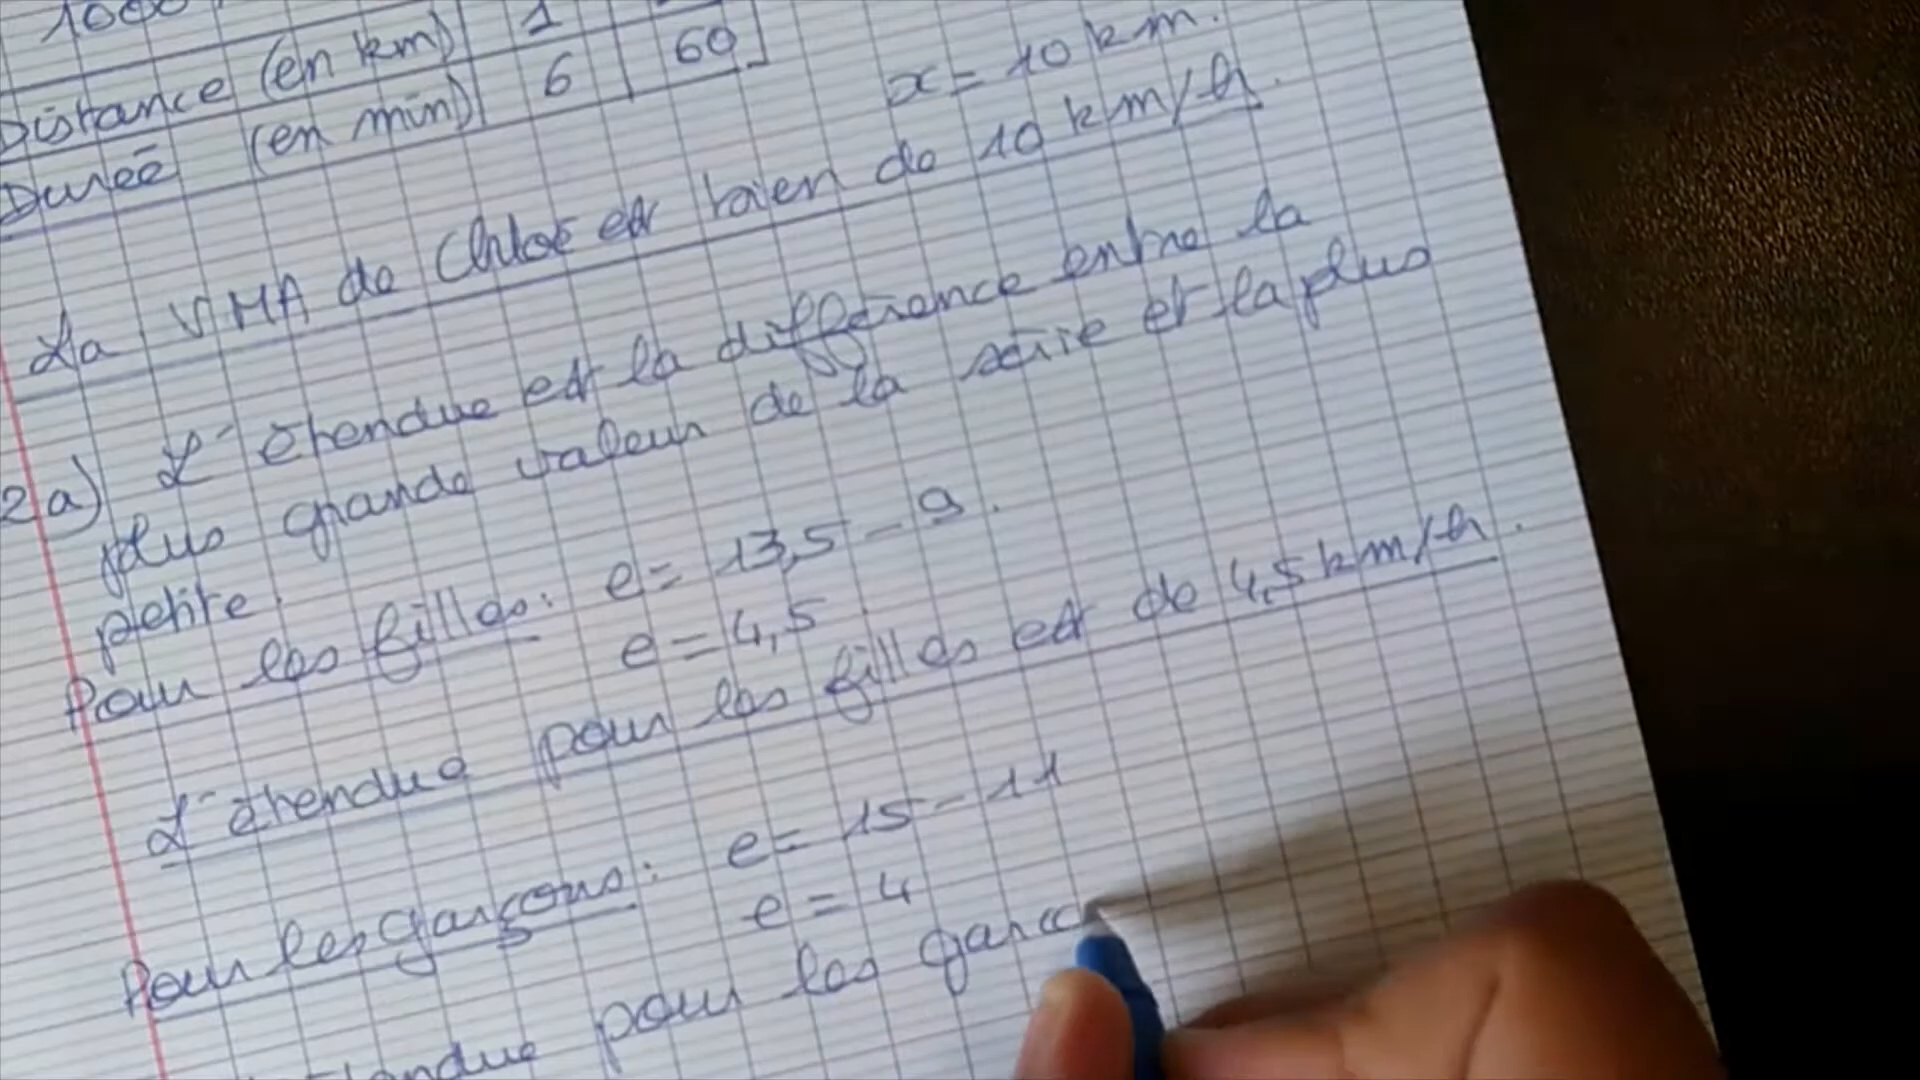 1000
Distance (en km) 1
Durée (en min) 6 60
x = 10 km.
La VMA de Chloé est bien de 10 km/h.
2a) L'étendue est la différence entre la
plus grande valeur de la série et la plus
petite.
Pour les filles: e = 13,5 - 9.
e = 4,5
L'étendue pour les filles est de 4,5 km/h.
Pour les garçons: e = 15 - 11
e = 4
pour les garco